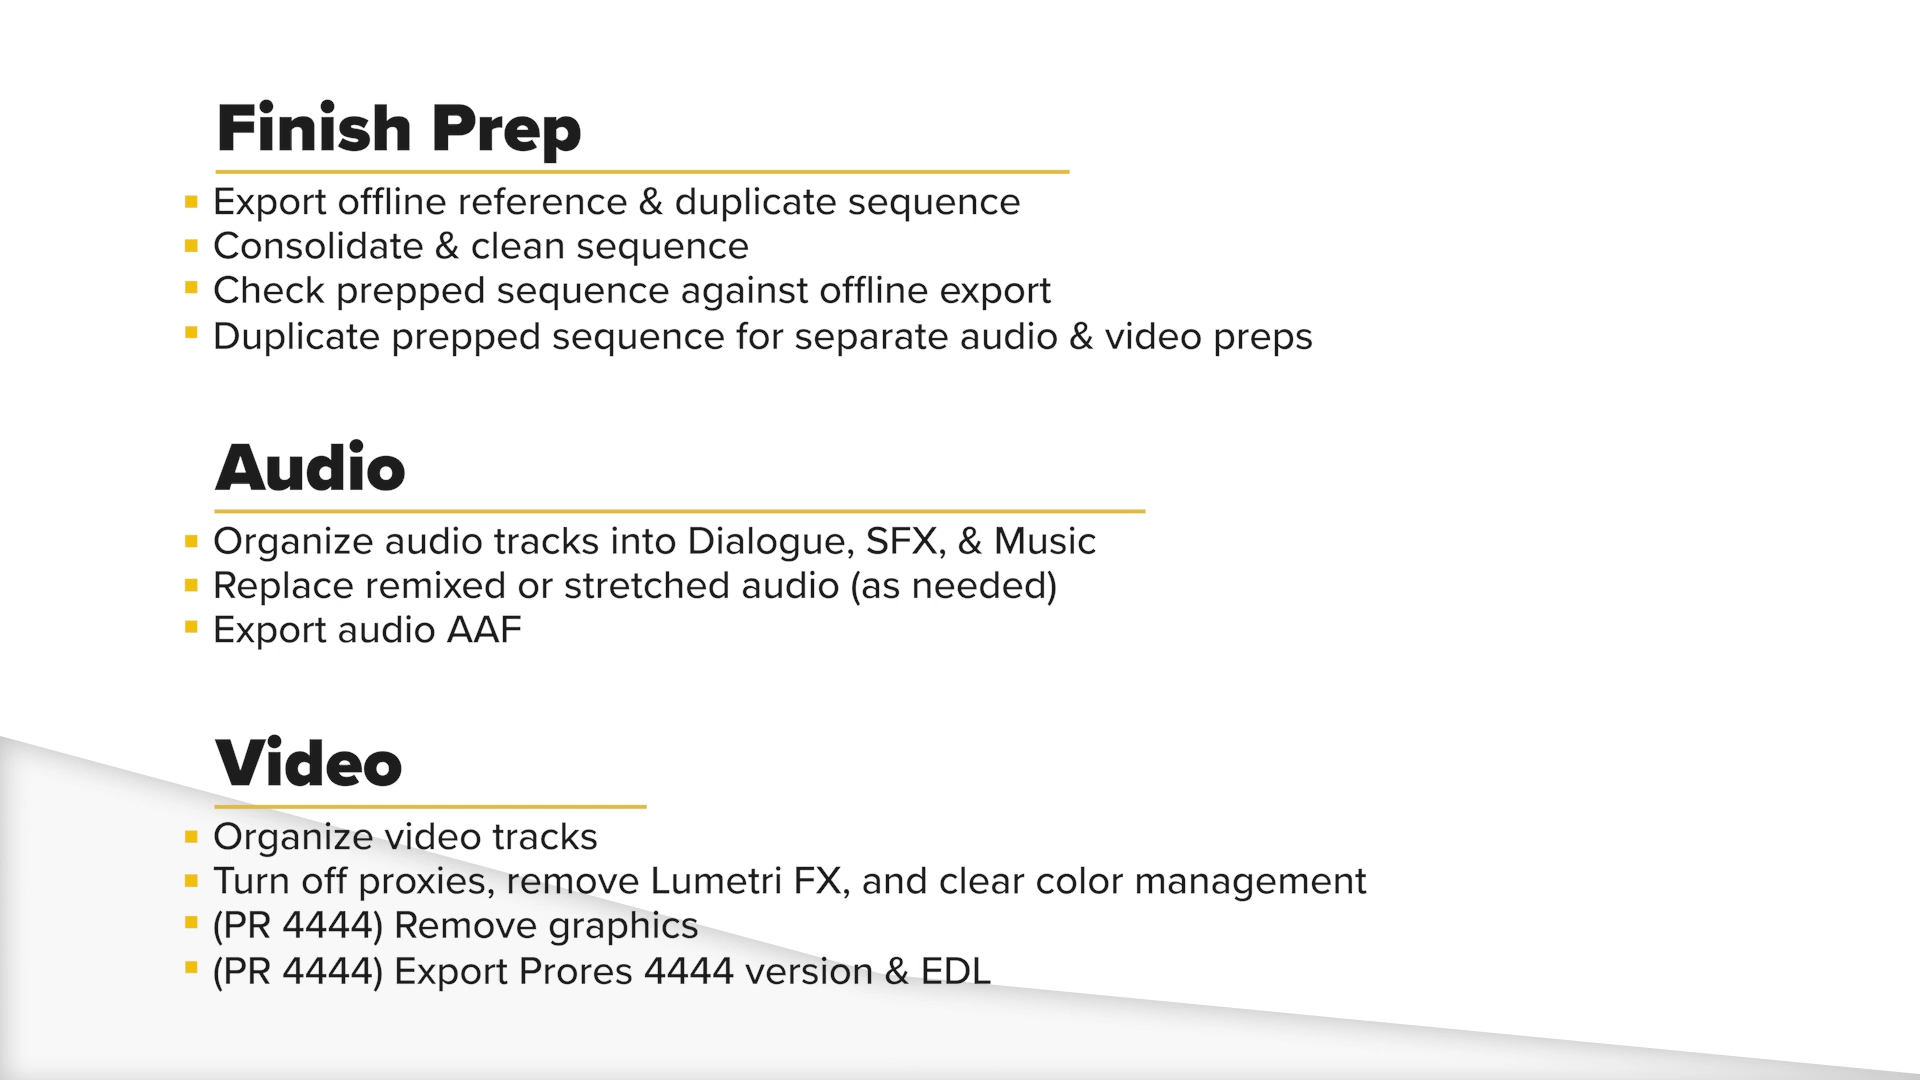 Finish Prep
Export offline reference & duplicate sequence
Consolidate & clean sequence
Check prepped sequence against offline export
Duplicate prepped sequence for separate audio & video preps
Audio
Organize audio tracks into Dialogue, SFX, & Music
Replace remixed or stretched audio (as needed)
Export audio AAF
Video
Organize video tracks
Turn off proxies, remove Lumetri FX, and clear color management
(PR 4444) Remove graphics
(PR 4444) Export Prores 4444 version & EDL